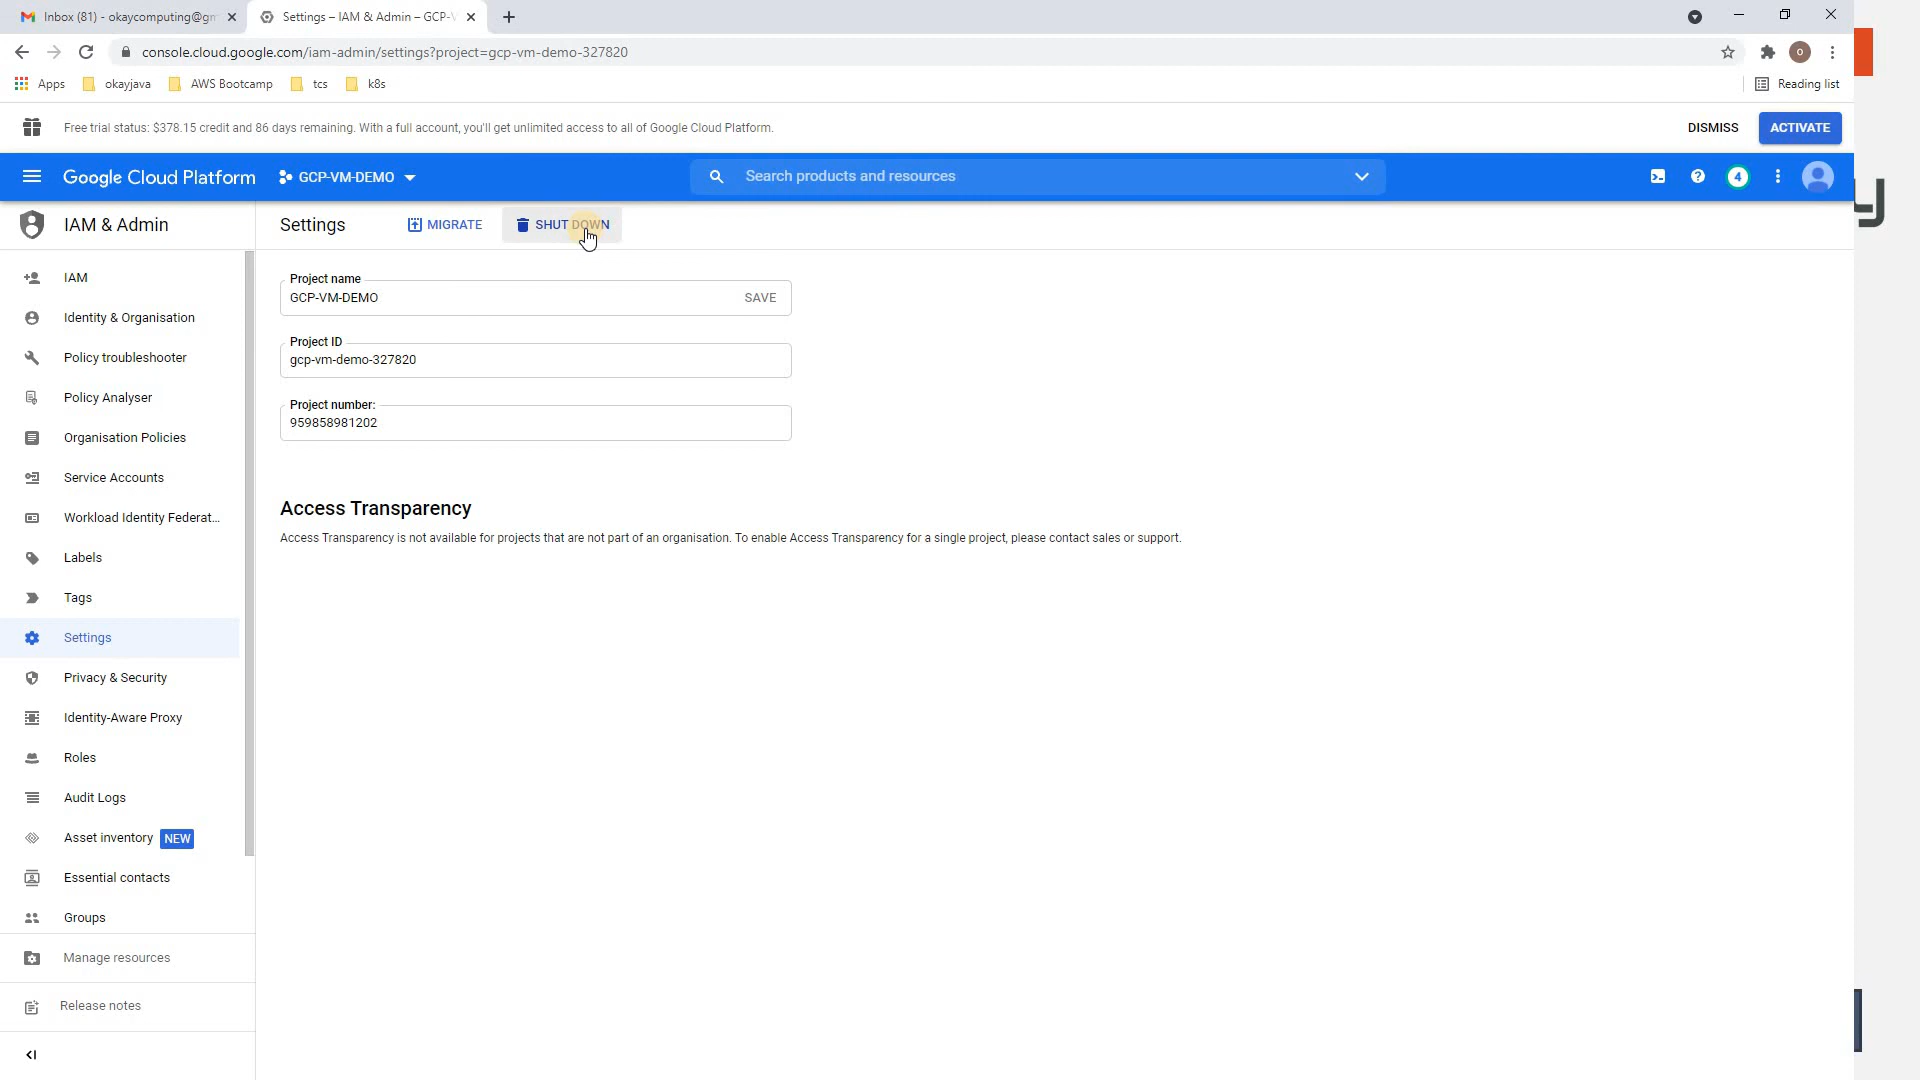 Inbox (81) - okaycomputing@gm
Settings – IAM & Admin – GCP-V
console.cloud.google.com/iam-admin/settings?project=gcp-vm-demo-327820
O
Apps
okayjava
AWS Bootcamp
tcs
k8s
Reading list
Free trial status: $378.15 credit and 86 days remaining. With a full account, you'll get unlimited access to all of Google Cloud Platform.
DISMISS
ACTIVATE
Google Cloud Platform
GCP-VM-DEMO
Search products and resources
4
y
IAM & Admin
Settings
MIGRATE
SHUT DOWN
IAM
Identity & Organisation
Policy troubleshooter
Policy Analyser
Organisation Policies
Service Accounts
Workload Identity Federat...
Labels
Tags
Settings
Privacy & Security
Identity-Aware Proxy
Roles
Audit Logs
Asset inventory NEW
Essential contacts
Groups
Manage resources
Release notes
Project name
GCP-VM-DEMO
SAVE
Project ID
gcp-vm-demo-327820
Project number:
959858981202
Access Transparency
Access Transparency is not available for projects that are not part of an organisation. To enable Access Transparency for a single project, please contact sales or support.